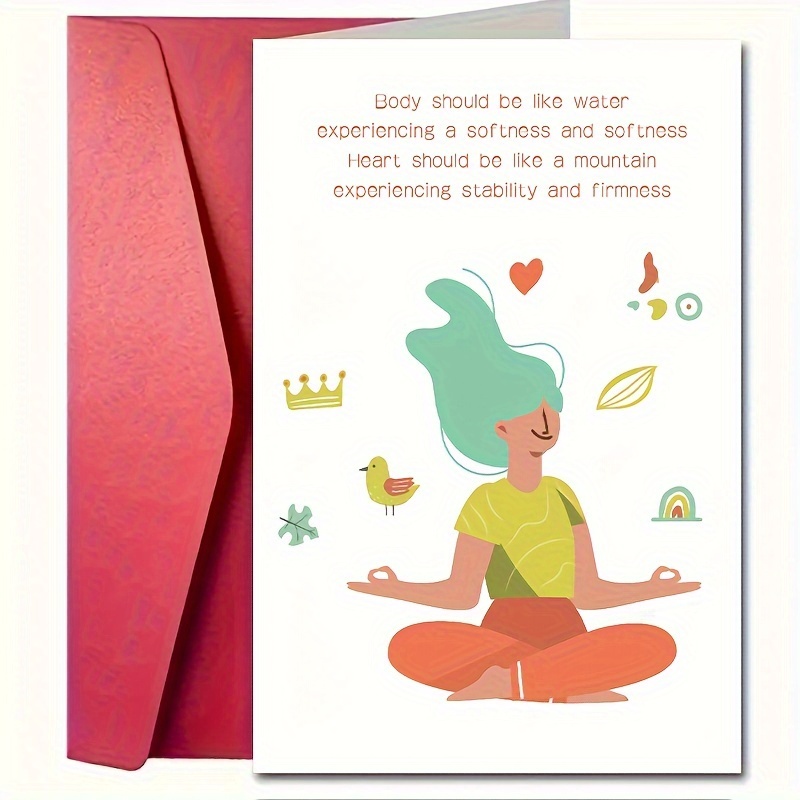 Body should be like water
experiencing a softness and softness
Heart should be like a mountain
experiencing stability and firmness